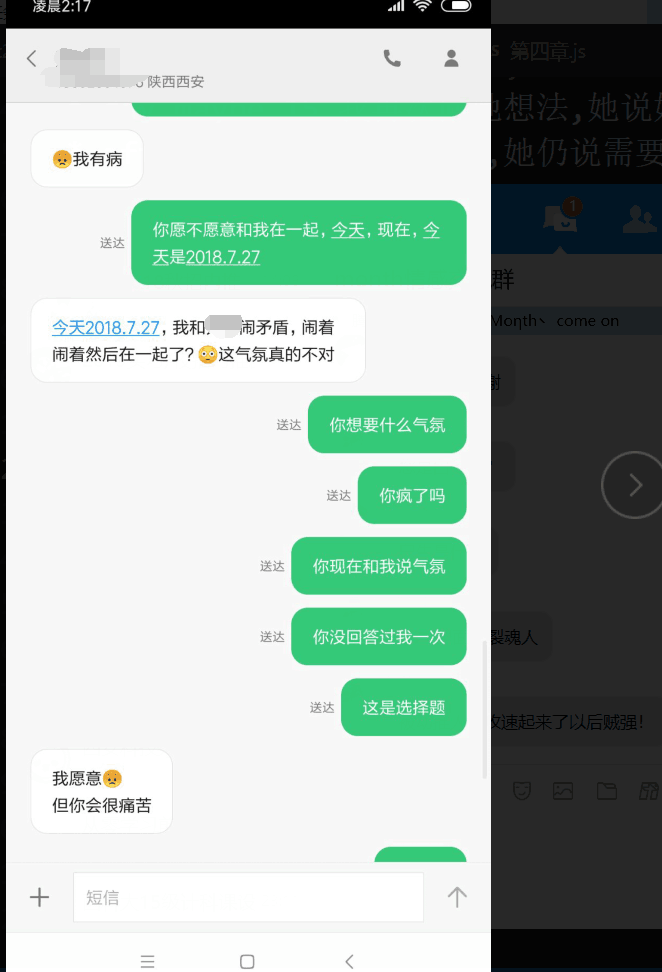 凌晨2:17
陕西西安
😡我有病
你愿不愿意和我在一起, 今天, 现在, 今
送达
天是2018.7.27
今天2018.7.27, 我和 闹矛盾, 闹着
闹着然后在一起了? 😳这气氛真的不对
送达
你想要什么气氛
送达
你疯了吗
送达
你现在和我说气氛
送达
你没回答过我一次
送达
这是选择题
我愿意😡
但你会很痛苦
短信
第四章.js
想法,她说
,她仍说需要
1
群
Month丶 come on
裂魂人
速起来了以后贼强!